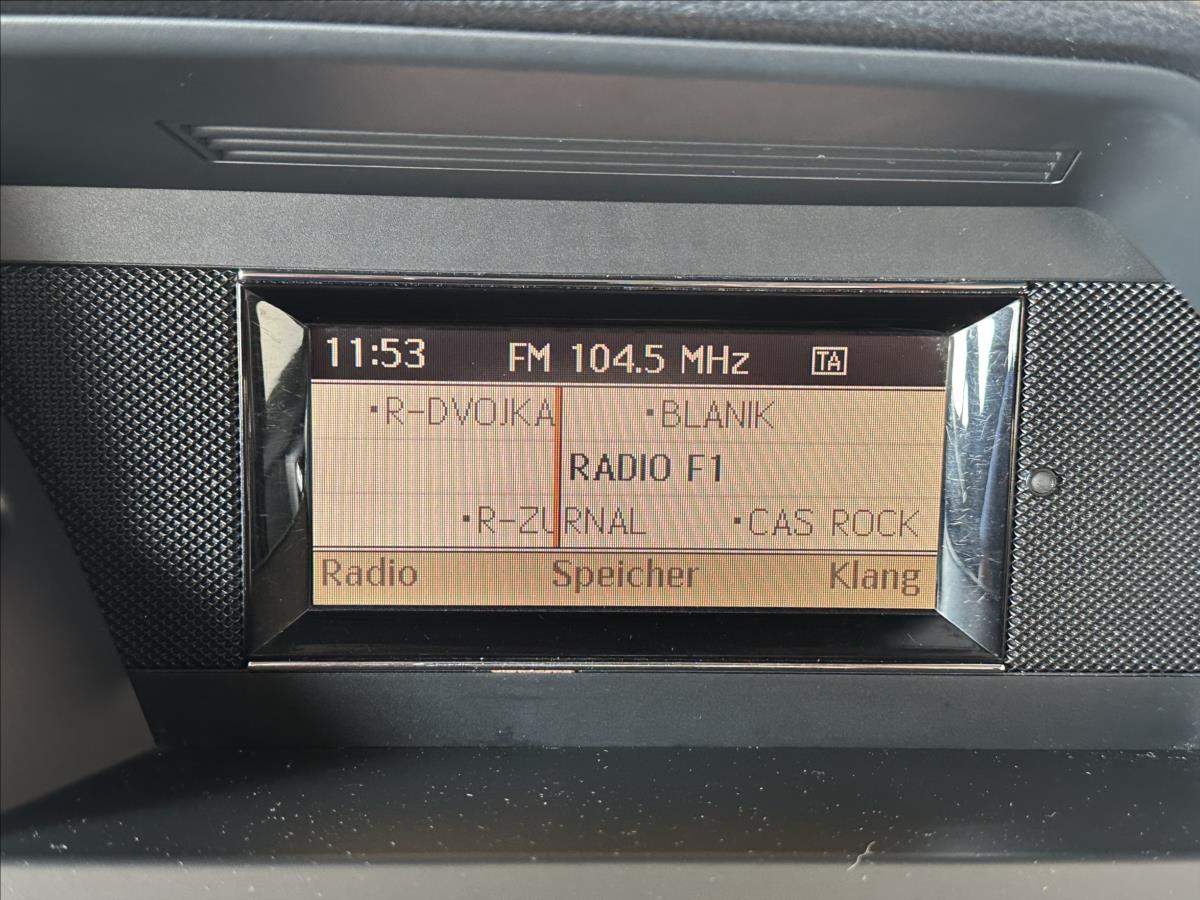 11:53 FM 104.5 MHz TA
·R-DVOJKA ·BLANIK
RADIO F1
·R-ZURNAL ·CAS ROCK
Radio Speicher Klang